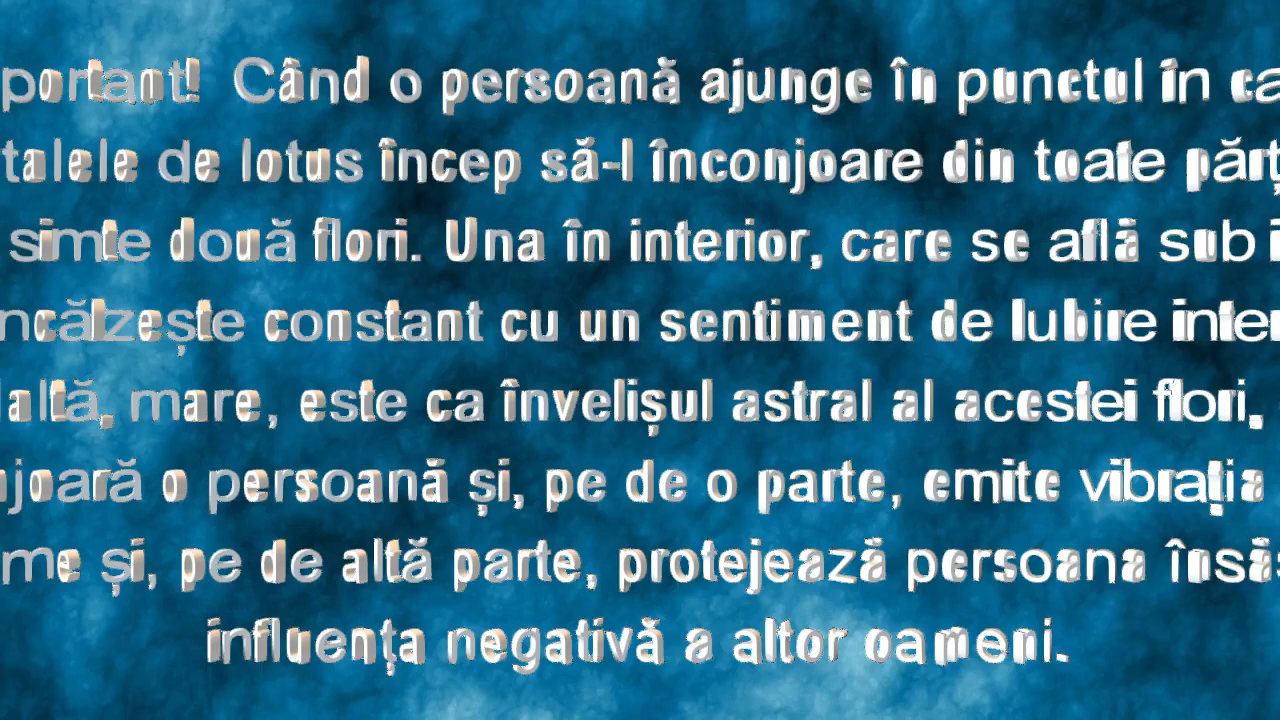 portant! Când o persoană ajunge în punctul în ca
talele de lotus încep să-l înconjoare din toate părț
simte două flori. Una în interior, care se află sub î
ncălzește constant cu un sentiment de Iubire inter
laltă, mare, este ca învelișul astral al acestei flori,
njoară o persoană și, pe de o parte, emite vibrația
me și, pe de altă parte, protejează persoana însăș
influența negativă a altor oameni.